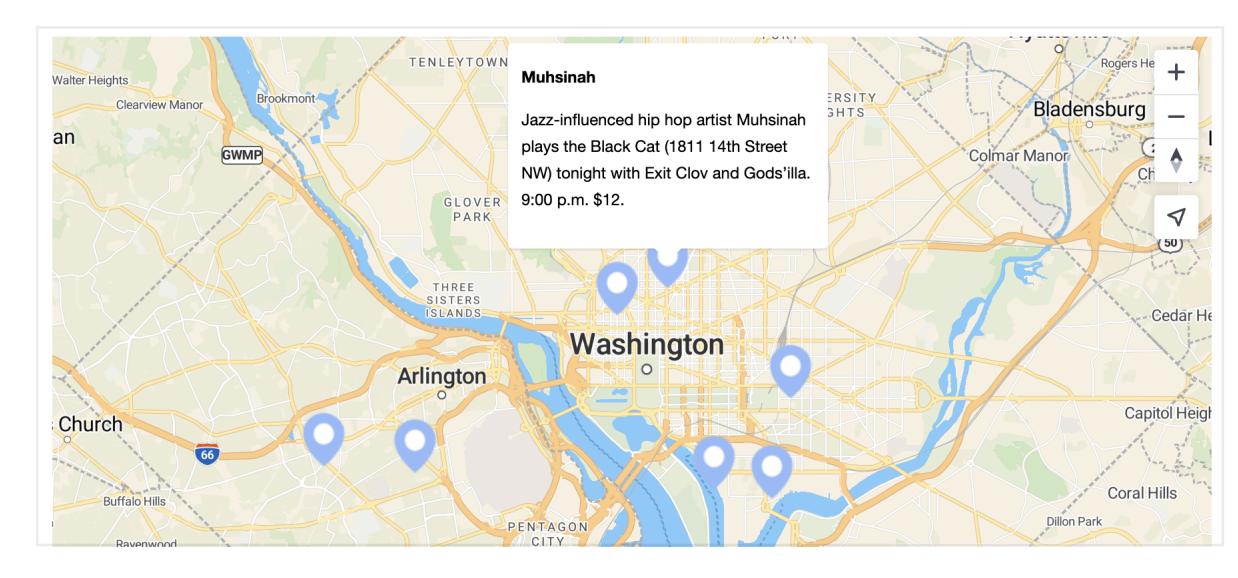 TENLEYTOWN
Walter Heights
Clearview Manor
Brookmont
an
GWMP
GLOVER
PARK
THREE
SISTERS
ISLANDS
Muhsinah
Jazz-influenced hip hop artist Muhsinah
plays the Black Cat (1811 14th Street
NW) tonight with Exit Clov and Gods’illa.
9:00 p.m. $12.
Rogers He
+
Bladensburg
−
Colmar Manor
Ch
50
Washington
Cedar He
Arlington
Church
66
Capitol Heigh
Buffalo Hills
Coral Hills
Dillon Park
PENTAGON
CITY
Ravenwood